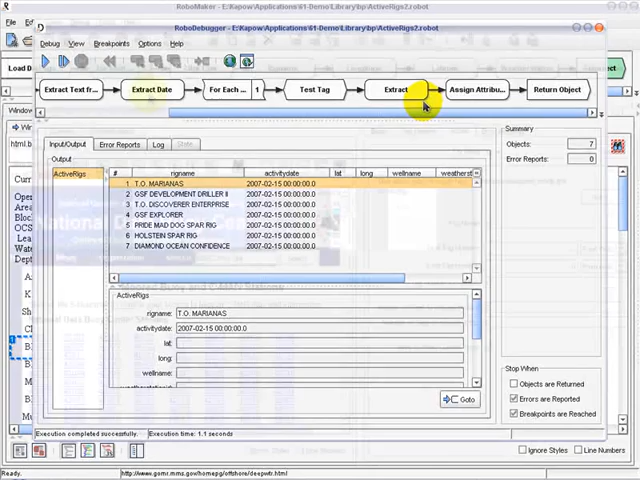 RoboMaker - E:\Kapow\Applications\61-Demo\Library\bp\ActiveRigs2.robot
RoboDebugger - E:\Kapow\Applications\61-Demo\Library\bp\ActiveRigs2.robot
Debug View Breakpoints Options Help
Load D
Extract Text fr... Extract Date For Each ... 1 Test Tag Extract Assign Attribu... Return Object
Input/Output Error Reports Log State
Output
ActiveRigs
# rigname activitydate lat long wellname weatherst
1 T.O. MARIANAS 2007-02-15 00:00:00.0
2 GSF DEVELOPMENT DRILLER II 2007-02-15 00:00:00.0
3 T.O. DISCOVERER ENTERPRISE 2007-02-15 00:00:00.0
4 GSF EXPLORER 2007-02-15 00:00:00.0
5 PRIDE MAD DOG SPAR RIG 2007-02-15 00:00:00.0
6 HOLSTEIN SPAR RIG 2007-02-15 00:00:00.0
7 DIAMOND OCEAN CONFIDENCE 2007-02-15 00:00:00.0
ActiveRigs
rigname: T.O. MARIANAS
activitydate: 2007-02-15 00:00:00.0
lat:
long:
wellname:
Goto
Summary
Objects: 7
Error Reports: 0
Stop When
Objects are Returned
Errors are Reported
Breakpoints are Reached
Execution completed successfully. Execution time: 1.1 seconds
Ignore Styles Line Numbers
Ready. http://www.gomr.mms.gov/homepg/offshore/deepwtr.html